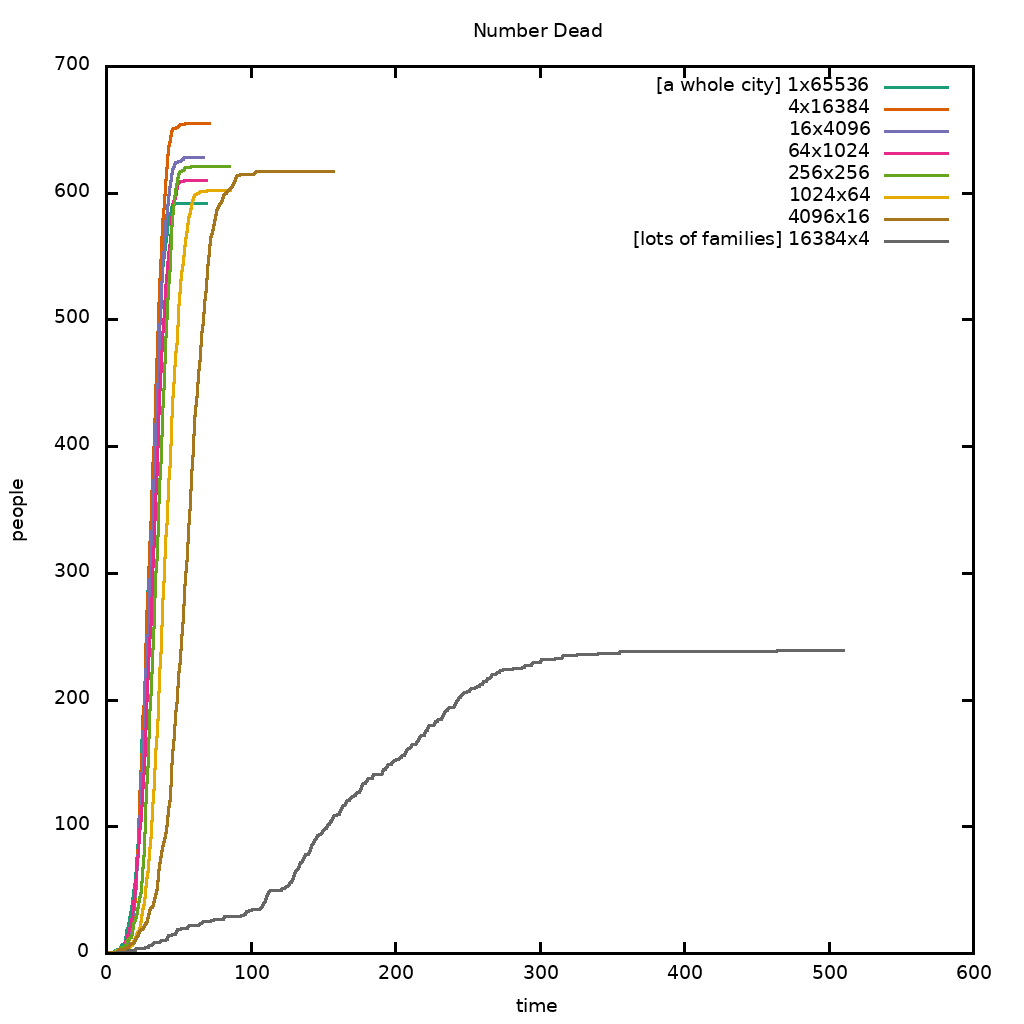 Number Dead
700
600
500
400
300
200
100
0
people
[a whole city] 1x65536
4x16384
16x4096
64x1024
256x256
1024x64
4096x16
[lots of families] 16384x4
0 100 200 300 400 500 600
time